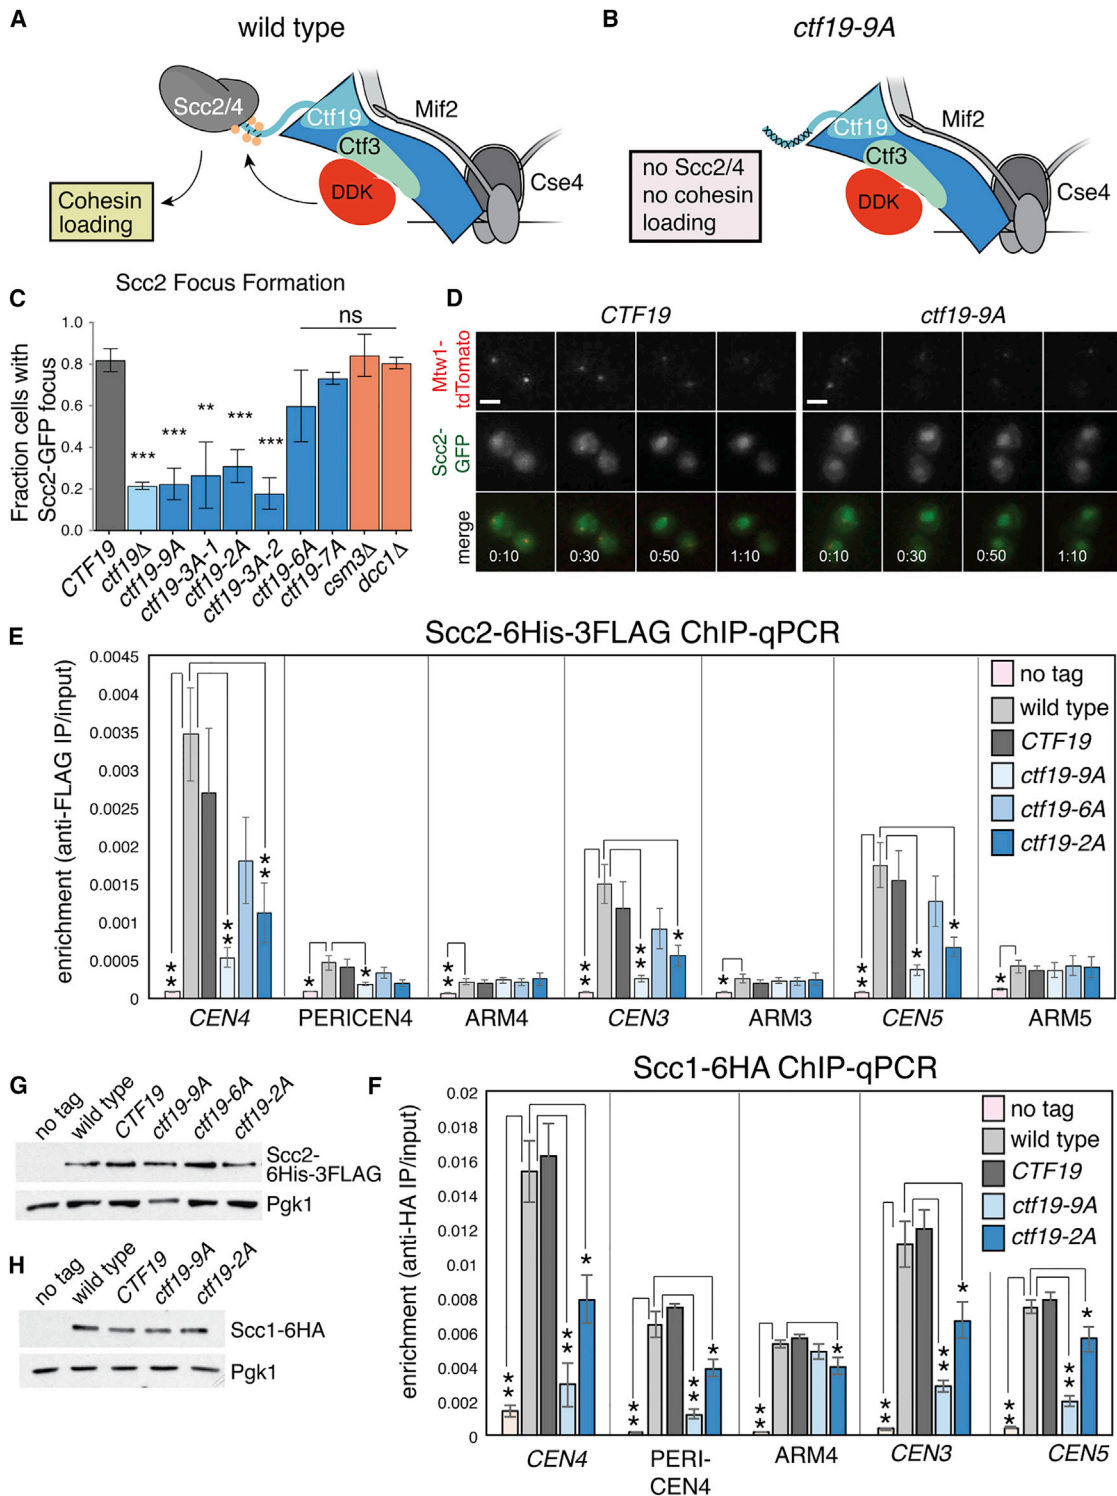 A
wild type
Scc2/4
Ctf19
Mif2
Ctf3
DDK
Cse4
Cohesin
loading
B
ctf19-9A
Ctf19
Mif2
Ctf3
DDK
Cse4
no Scc2/4
no cohesin
loading
C
Scc2 Focus Formation
Fraction cells with
Scc2-GFP focus
1.0
0.8
0.6
0.4
0.2
0.0
ns
***
***
**
***
***
CTF19
ctf19Δ
ctf19-9A
ctf19-3A-1
ctf19-2A
ctf19-3A-2
ctf19-6A
ctf19-7A
csm3Δ
dcc1Δ
D
CTF19
ctf19-9A
Mtw1-
tdTomato
Scc2-
GFP
merge
0:10
0:30
0:50
1:10
0:10
0:30
0:50
1:10
E
Scc2-6His-3FLAG ChIP-qPCR
enrichment (anti-FLAG IP/input)
0.0045
0.004
0.0035
0.003
0.0025
0.002
0.0015
0.001
0.0005
0
**
**
**
*
*
**
**
**
*
*
**
*
*
*
no tag
wild type
CTF19
ctf19-9A
ctf19-6A
ctf19-2A
CEN4
PERICEN4
ARM4
CEN3
ARM3
CEN5
ARM5
G
no tag
wild type
CTF19
ctf19-9A
ctf19-6A
ctf19-2A
Scc2-
6His-3FLAG
Pgk1
H
no tag
wild type
CTF19
ctf19-9A
ctf19-2A
Scc1-6HA
Pgk1
F
Scc1-6HA ChIP-qPCR
enrichment (anti-HA IP/input)
0.02
0.018
0.016
0.014
0.012
0.01
0.008
0.006
0.004
0.002
0
**
**
*
**
**
*
**
*
**
**
*
**
**
*
no tag
wild type
CTF19
ctf19-9A
ctf19-2A
CEN4
PERI-
CEN4
ARM4
CEN3
CEN5